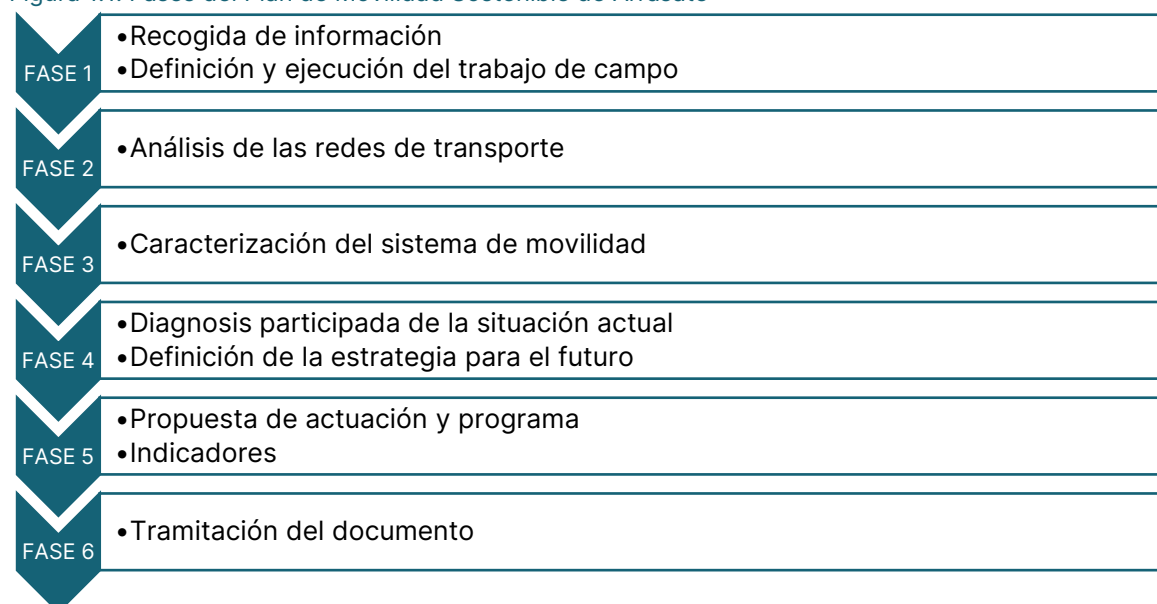 FASE 1
•Recogida de información
•Definición y ejecución del trabajo de campo
FASE 2
•Análisis de las redes de transporte
FASE 3
•Caracterización del sistema de movilidad
FASE 4
•Diagnosis participada de la situación actual
•Definición de la estrategia para el futuro
FASE 5
•Propuesta de actuación y programa
•Indicadores
FASE 6
•Tramitación del documento